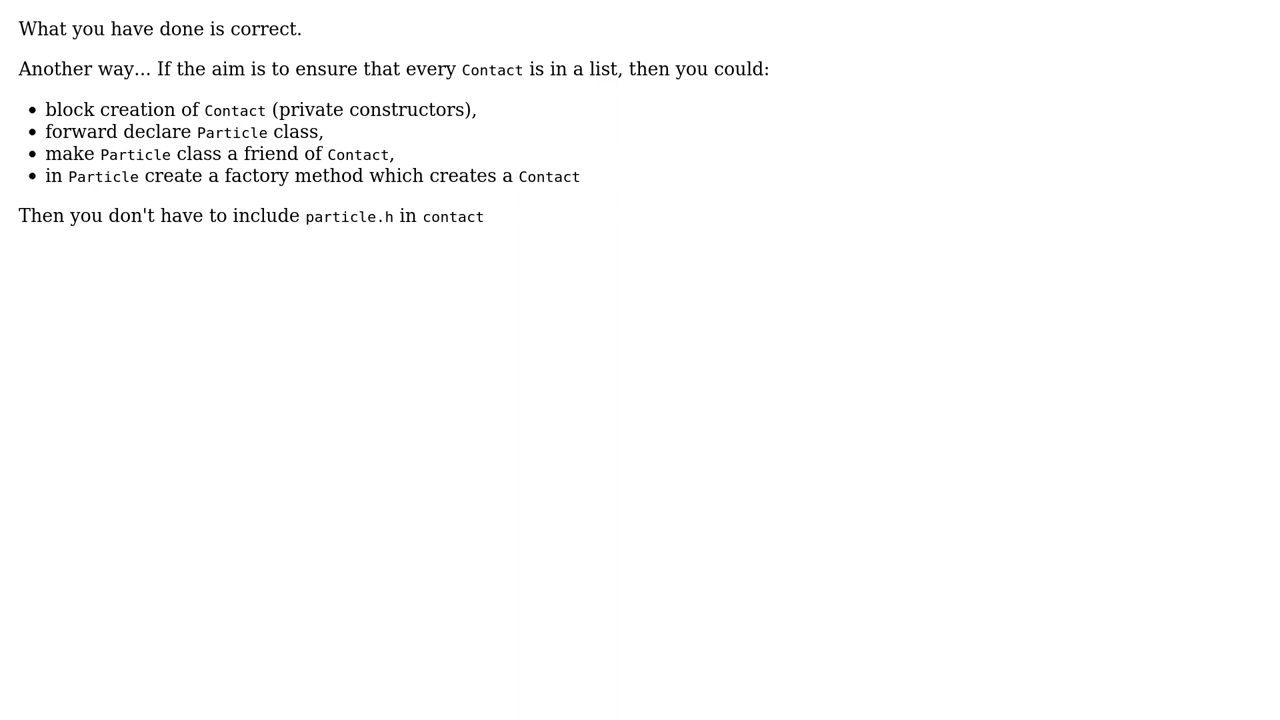 What you have done is correct.
Another way... If the aim is to ensure that every Contact is in a list, then you could:
block creation of Contact (private constructors),
forward declare Particle class,
make Particle class a friend of Contact,
in Particle create a factory method which creates a Contact
Then you don't have to include particle.h in contact